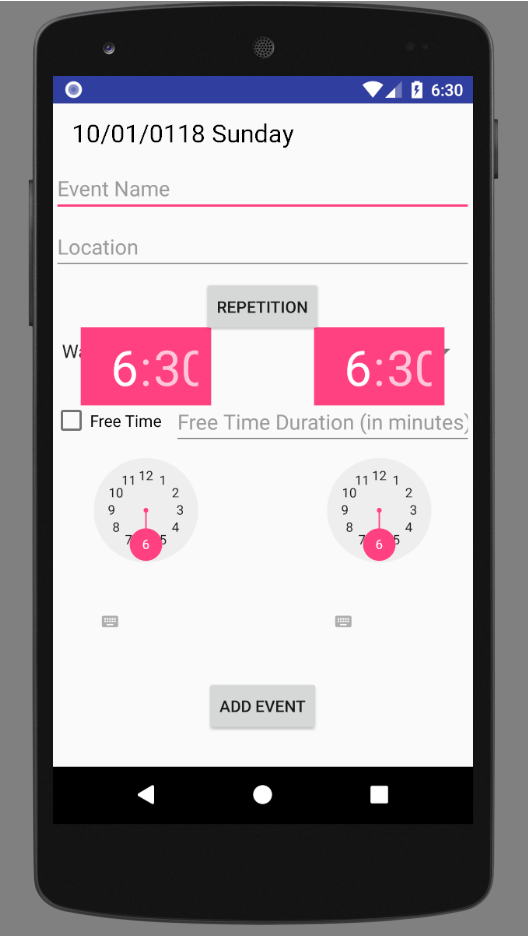 6:30
10/01/0118 Sunday
Event Name
Location
REPETITION
Wa
6:30 6:30
Free Time Free Time Duration (in minutes)
11 12 1 11 12 1
10 2 10 2
9 3 9 3
8 4 8 4
7 6 5 7 6 5
ADD EVENT